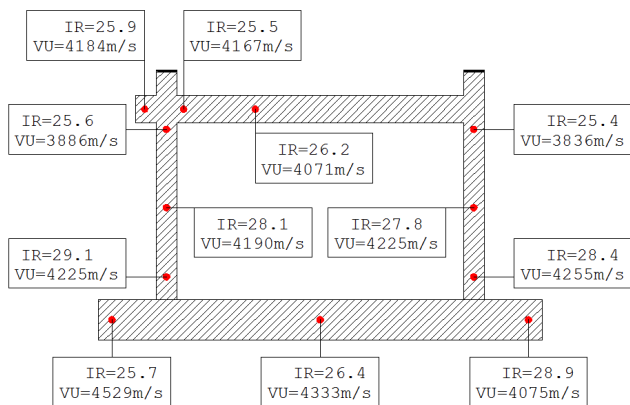 IR=25.9
VU=4184m/s
IR=25.5
VU=4167m/s
IR=25.6
VU=3886m/s
IR=26.2
VU=4071m/s
IR=25.4
VU=3836m/s
IR=28.1
VU=4190m/s
IR=27.8
VU=4225m/s
IR=29.1
VU=4225m/s
IR=28.4
VU=4255m/s
IR=25.7
VU=4529m/s
IR=26.4
VU=4333m/s
IR=28.9
VU=4075m/s